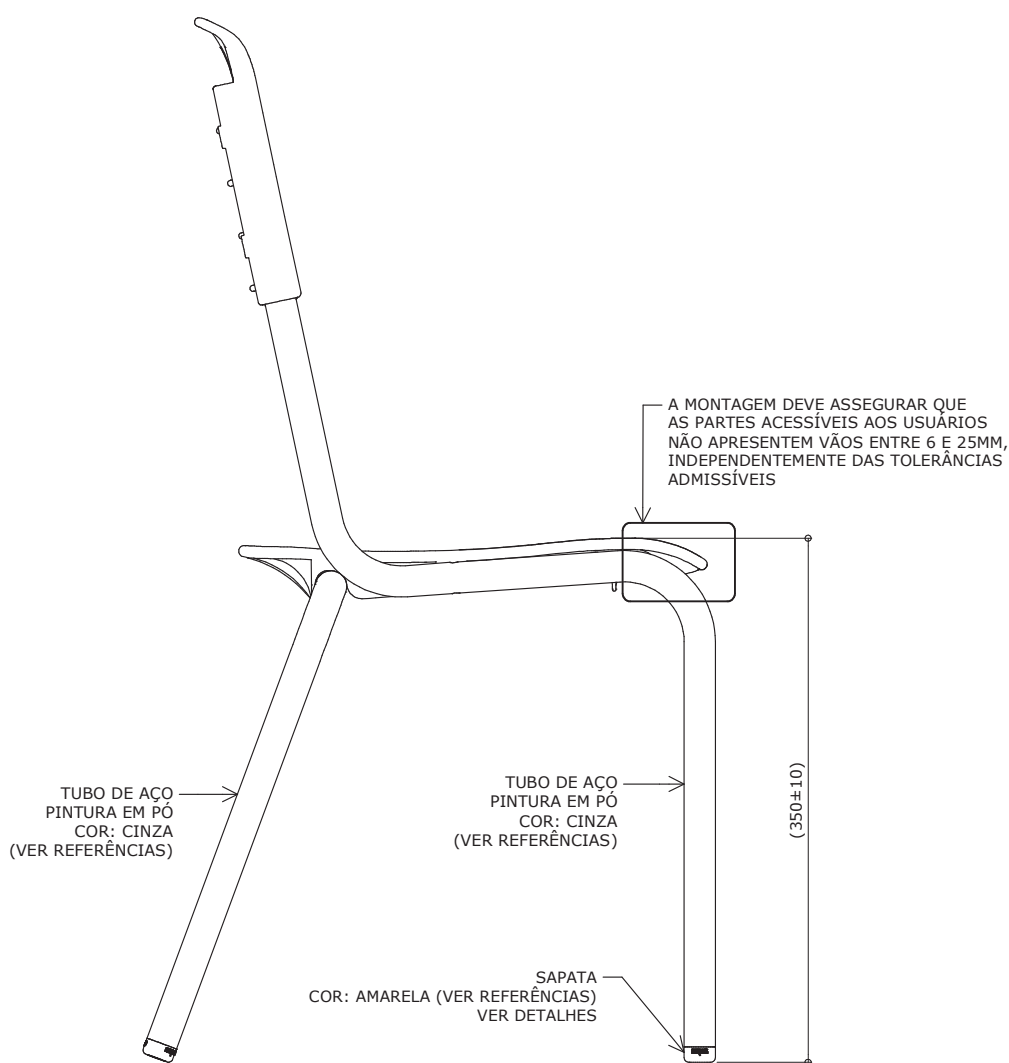 A MONTAGEM DEVE ASSEGURAR QUE
AS PARTES ACESSÍVEIS AOS USUÁRIOS
NÃO APRESENTEM VÃOS ENTRE 6 E 25MM,
INDEPENDENTEMENTE DAS TOLERÂNCIAS
ADMISSÍVEIS
TUBO DE AÇO
PINTURA EM PÓ
COR: CINZA
(VER REFERÊNCIAS)
TUBO DE AÇO
PINTURA EM PÓ
COR: CINZA
(VER REFERÊNCIAS)
(350±10)
SAPATA
COR: AMARELA (VER REFERÊNCIAS)
VER DETALHES